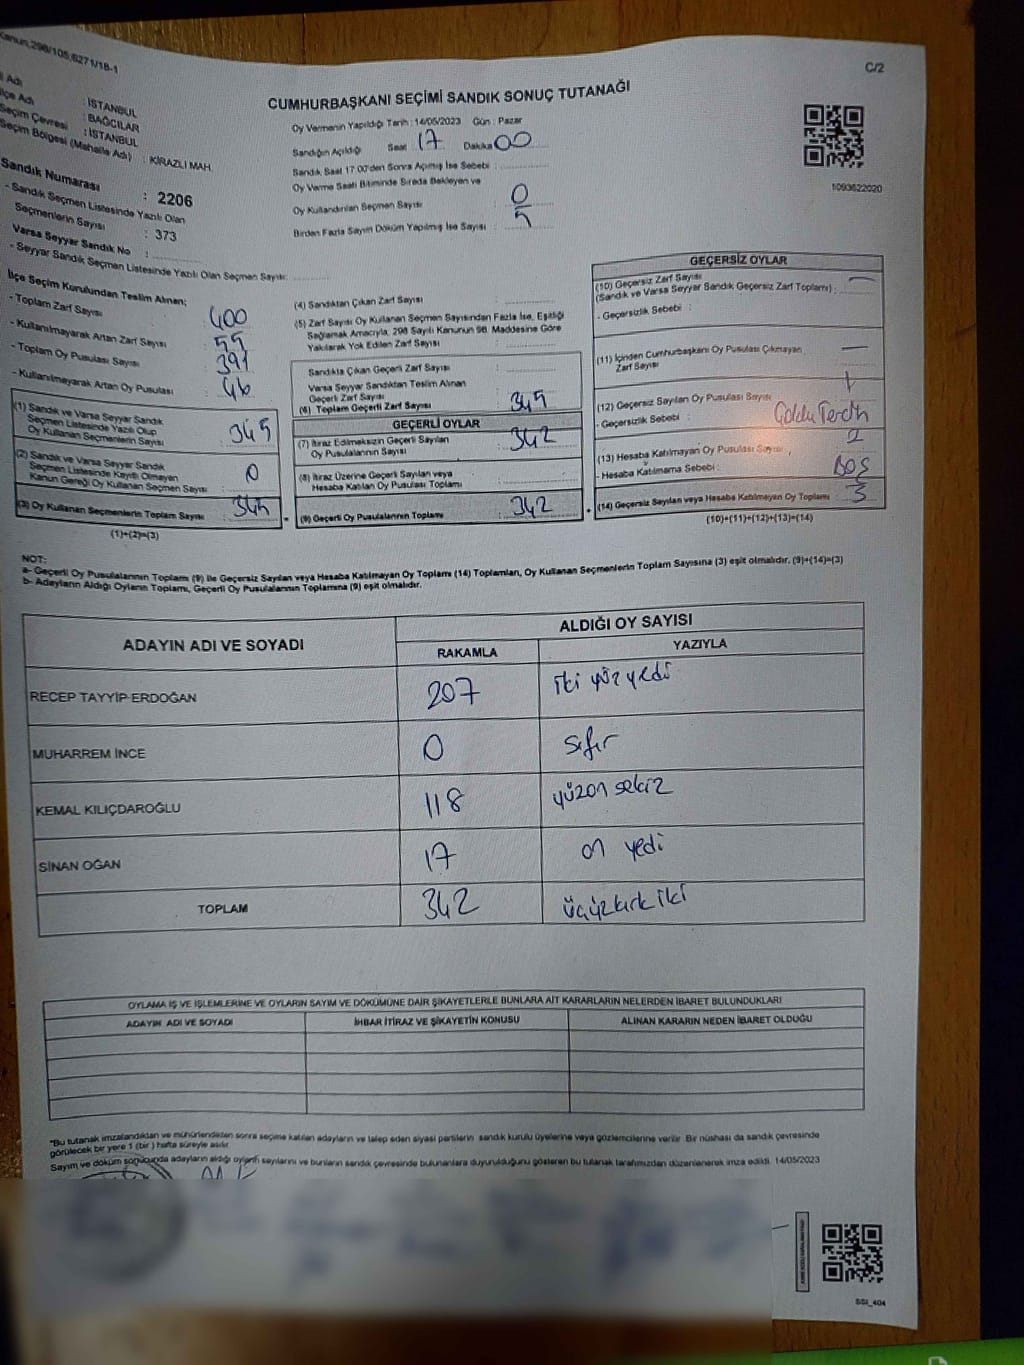 Kanun,298/105,6271/18-1
C/2
CUMHURBAŞKANI SEÇİMİ SANDIK SONUÇ TUTANAĞI
İl Adı : İSTANBUL
İlçe Adı : BAĞCILAR
Seçim Çevresi : İSTANBUL
Seçim Bölgesi (Mahalle Adı) : KİRAZLI MAH.
Sandık Numarası : 2206
- Sandık Seçmen Listesinde Yazılı Olan
Seçmenlerin Sayısı : 373
Varsa Seyyar Sandık No :
- Seyyar Sandık Seçmen Listesinde Yazılı Olan Seçmen Sayısı:
Oy Vermenin Yapıldığı Tarih : 14/05/2023 Gün : Pazar
Sandığın Açıldığı Saat 17 Dakika 00
Sandık Saat 17.00'den Sonra Açılmış İse Sebebi :
Oy Verme Saati Bitiminde Sırada Bekleyen ve
Oy Kullandırılan Seçmen Sayısı : 0
Birden Fazla Sayım Döküm Yapılmış İse Sayısı : 5
1093622020
İlçe Seçim Kurulundan Teslim Alınan;
- Toplam Zarf Sayısı : 400
- Kullanılmayarak Artan Zarf Sayısı : 55
- Toplam Oy Pusulası Sayısı : 391
- Kullanılmayarak Artan Oy Pusulası : 46
(1) Sandık ve Varsa Seyyar Sandık
Seçmen Listesinde Yazılı Olup
Oy Kullanan Seçmenlerin Sayısı : 345
(2) Sandık ve Varsa Seyyar Sandık
Seçmen Listesinde Kayıtlı Olmayan
Kanun Gereği Oy Kullanan Seçmen Sayısı : 0
(3) Oy Kullanan Seçmenlerin Toplam Sayısı : 345
(1)+(2)=(3)
(4) Sandıktan Çıkan Zarf Sayısı :
(5) Zarf Sayısı Oy Kullanan Seçmen Sayısından Fazla İse, Eşitliği
Sağlamak Amacıyla, 298 Sayılı Kanunun 98. Maddesine Göre
Yakılarak Yok Edilen Zarf Sayısı :
Sandıkta Çıkan Geçerli Zarf Sayısı :
Varsa Seyyar Sandıktan Teslim Alınan
Geçerli Zarf Sayısı :
(6) Toplam Geçerli Zarf Sayısı : 345
GEÇERLİ OYLAR
(7) İtiraz Edilmeksizin Geçerli Sayılan
Oy Pusulasının Sayısı : 342
(8) İtiraz Üzerine Geçerli Sayılan veya
Hesaba Katılan Oy Pusulası Toplamı :
(9) Geçerli Oy Pusulalarının Toplamı : 342
GEÇERSİZ OYLAR
(10) Geçersiz Zarf Sayısı
(Sandık ve Varsa Seyyar Sandık Geçersiz Zarf Toplamı) : —
- Geçersizlik Sebebi :
(11) İçinden Cumhurbaşkanı Oy Pusulası Çıkmayan
Zarf Sayısı —
(12) Geçersiz Sayılan Oy Pusulası Sayısı
- Geçersizlik Sebebi :
(13) Hesaba Katılmayan Oy Pusulası Sayısı : 2
- Hesaba Katılmama Sebebi : BOŞ
(14) Geçersiz Sayılan veya Hesaba Katılmayan Oy Toplamı 3
(10)+(11)+(12)+(13)=(14)
NOT:
a- Geçerli Oy Pusulalarının Toplamı (9) ile Geçersiz Sayılan veya Hesaba Katılmayan Oy Toplamı (14) Toplamları, Oy Kullanan Seçmenlerin Toplam Sayısına (3) eşit olmalıdır. (9)+(14)=(3)
b- Adayların Aldığı Oyların Toplamı, Geçerli Oy Pusulalarının Toplamına (9) eşit olmalıdır.
ADAYIN ADI VE SOYADI ALDIĞI OY SAYISI
RAKAMLA YAZIYLA
RECEP TAYYİP ERDOĞAN 207 iki yüz yedi
MUHARREM İNCE 0 sıfır
KEMAL KILIÇDAROĞLU 118 yüzon sekiz
SİNAN OĞAN 17 on yedi
TOPLAM 342 üçyüzkırk iki
OYLAMA İŞ VE İŞLEMLERİNE VE OYLARIN SAYIM VE DÖKÜMÜNE DAİR ŞİKAYETLERLE BUNLARA AİT KARARLARIN NELERDEN İBARET BULUNDUKLARI
ADAYIN ADI VE SOYADI İHBAR İTİRAZ VE ŞİKAYETİN KONUSU ALINAN KARARIN NEDEN İBARET OLDUĞU
*Bu tutanak imzalandıktan ve mühürlendikten sonra seçime katılan adayların ve talep eden siyasi partilerin sandık kurulu üyelerine veya gözlemcilerine verilir. Bir nüshası da sandık çevresinde
görülecek bir yere 1 (bir) hafta süreyle asılır.
Sayım ve döküm sonucunda adayların aldığı oyların sayılarını ve bunların sandık çevresinde bulunanlara duyurulduğunu gösteren bu tutanak tarafımızdan düzenlenerek imza edildi. 14/05/2023
SSI_404